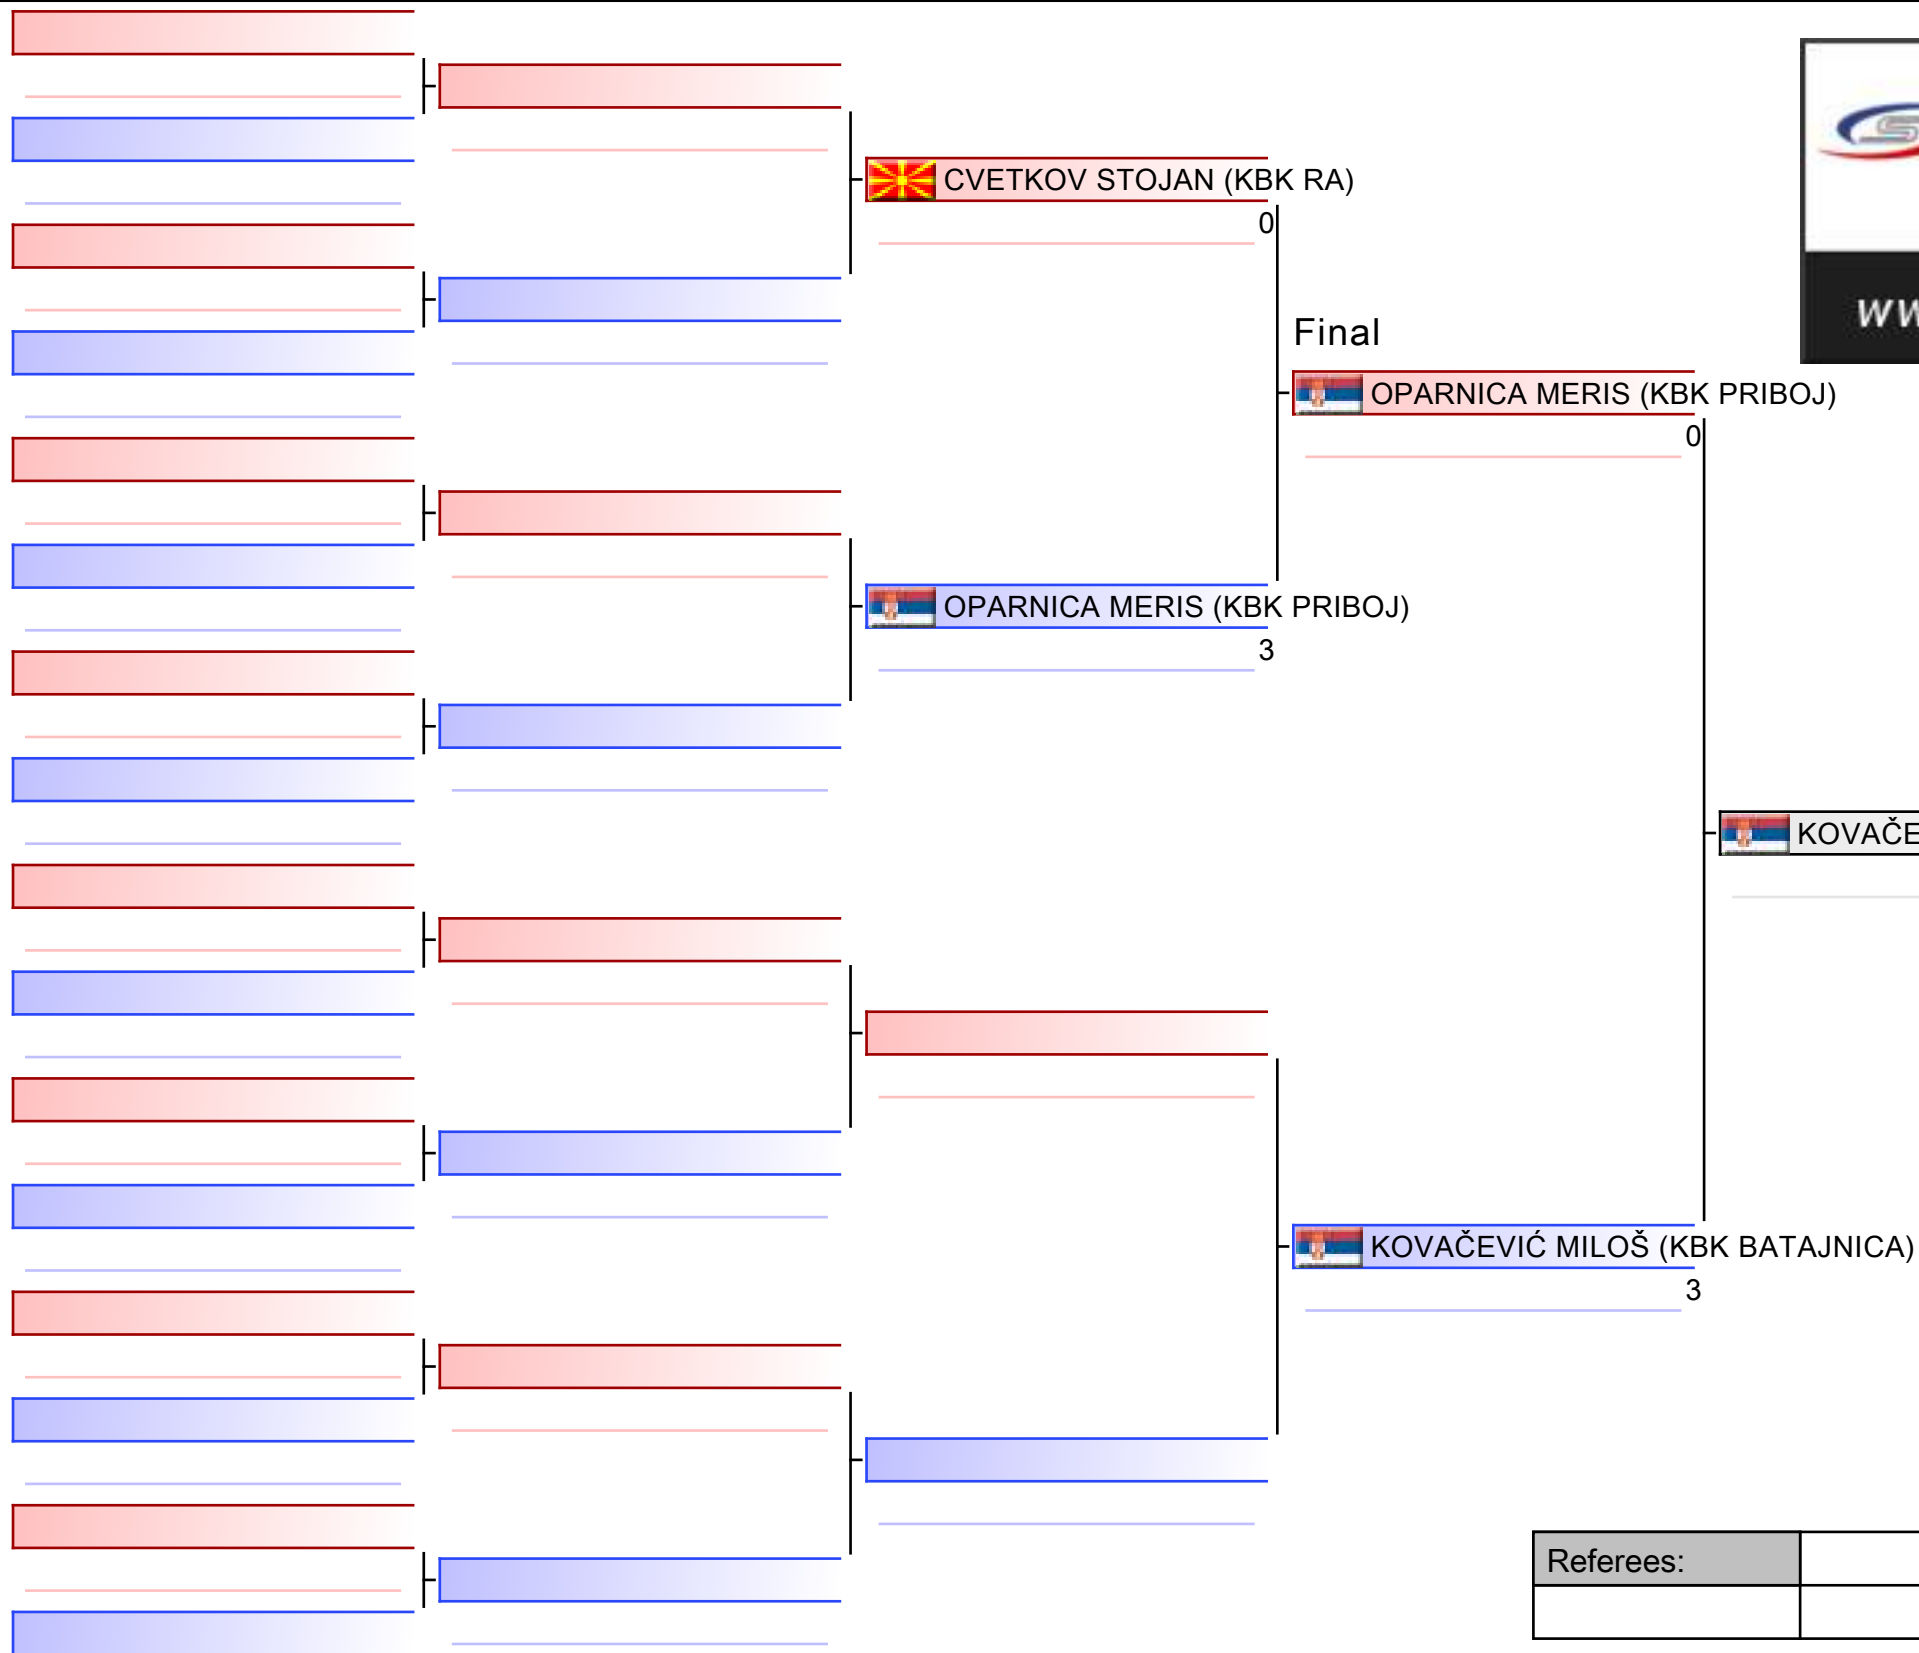 CVETKOV STOJAN (KBK RA)
0
Final
OPARNICA MERIS (KBK PRIBOJ)
0
OPARNICA MERIS (KBK PRIBOJ)
3
KOVAČE
KOVAČEVIĆ MILOŠ (KBK BATAJNICA)
3
Referees: